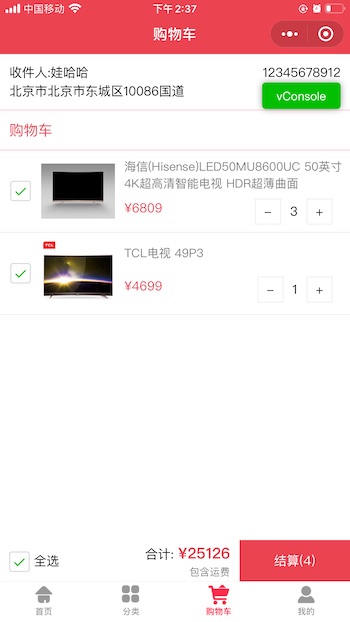 中国移动
下午2:37
购物车
收件人:娃哈哈
12345678912
北京市北京市东城区10086国道
vConsole
购物车
海信(Hisense)LED50MU8600UC 50英寸
4K超高清智能电视 HDR超薄曲面
¥6809
− 3 +
TCL
TCL电视 49P3
¥4699
− 1 +
全选
合计: ¥25126
包含运费
结算(4)
首页
分类
购物车
我的